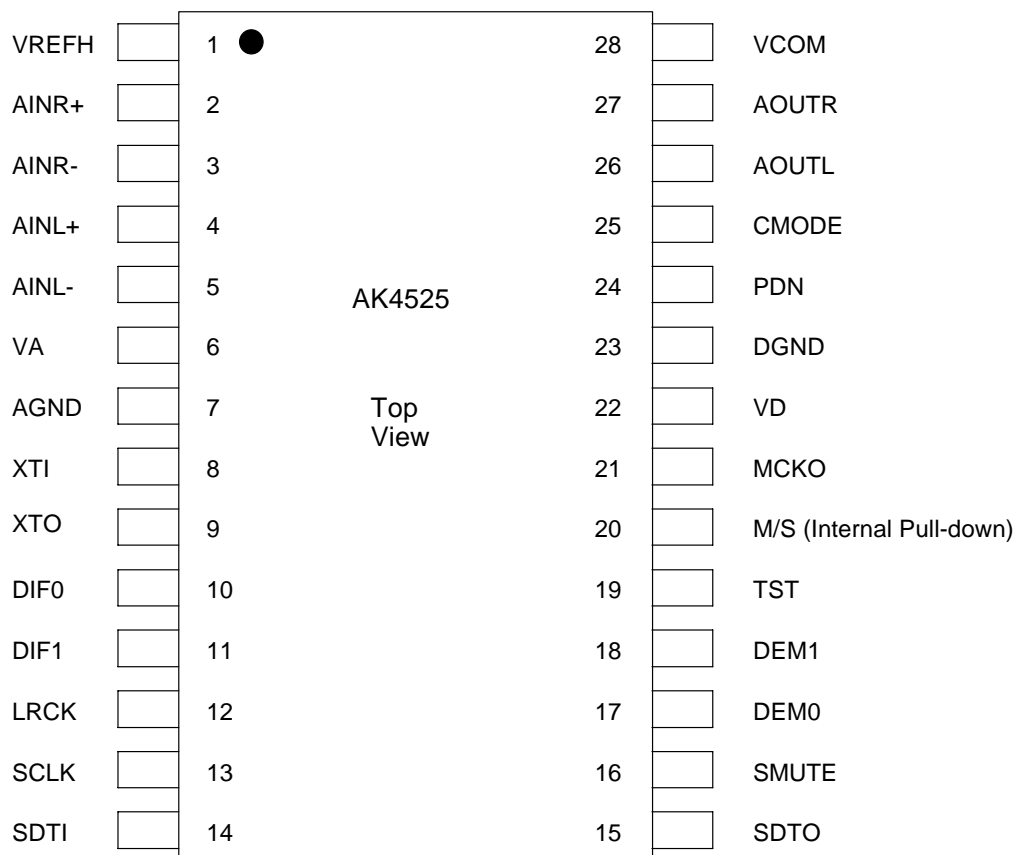 VREFH 1 28 VCOM
AINR+ 2 27 AOUTR
AINR- 3 26 AOUTL
AINL+ 4 25 CMODE
AINL- 5 24 PDN
AK4525
VA 6 23 DGND
AGND 7 22 VD
Top
View
XTI 8 21 MCKO
XTO 9 20 M/S (Internal Pull-down)
DIF0 10 19 TST
DIF1 11 18 DEM1
LRCK 12 17 DEM0
SCLK 13 16 SMUTE
SDTI 14 15 SDTO